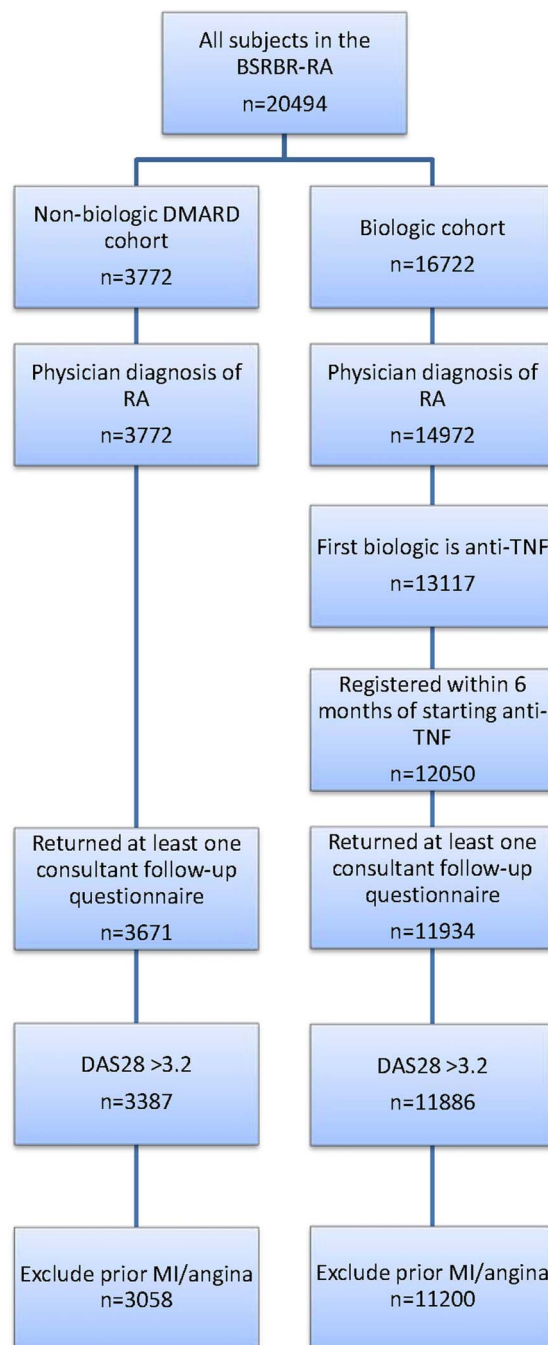 All subjects in the
BSRBR-RA
n=20494
Non-biologic DMARD
cohort
n=3772
Biologic cohort
n=16722
Physician diagnosis of
RA
n=3772
Physician diagnosis of
RA
n=14972
First biologic is anti-TNF
n=13117
Registered within 6
months of starting anti-
TNF
n=12050
Returned at least one
consultant follow-up
questionnaire
n=3671
Returned at least one
consultant follow-up
questionnaire
n=11934
DAS28 >3.2
n=3387
DAS28 >3.2
n=11886
Exclude prior MI/angina
n=3058
Exclude prior MI/angina
n=11200